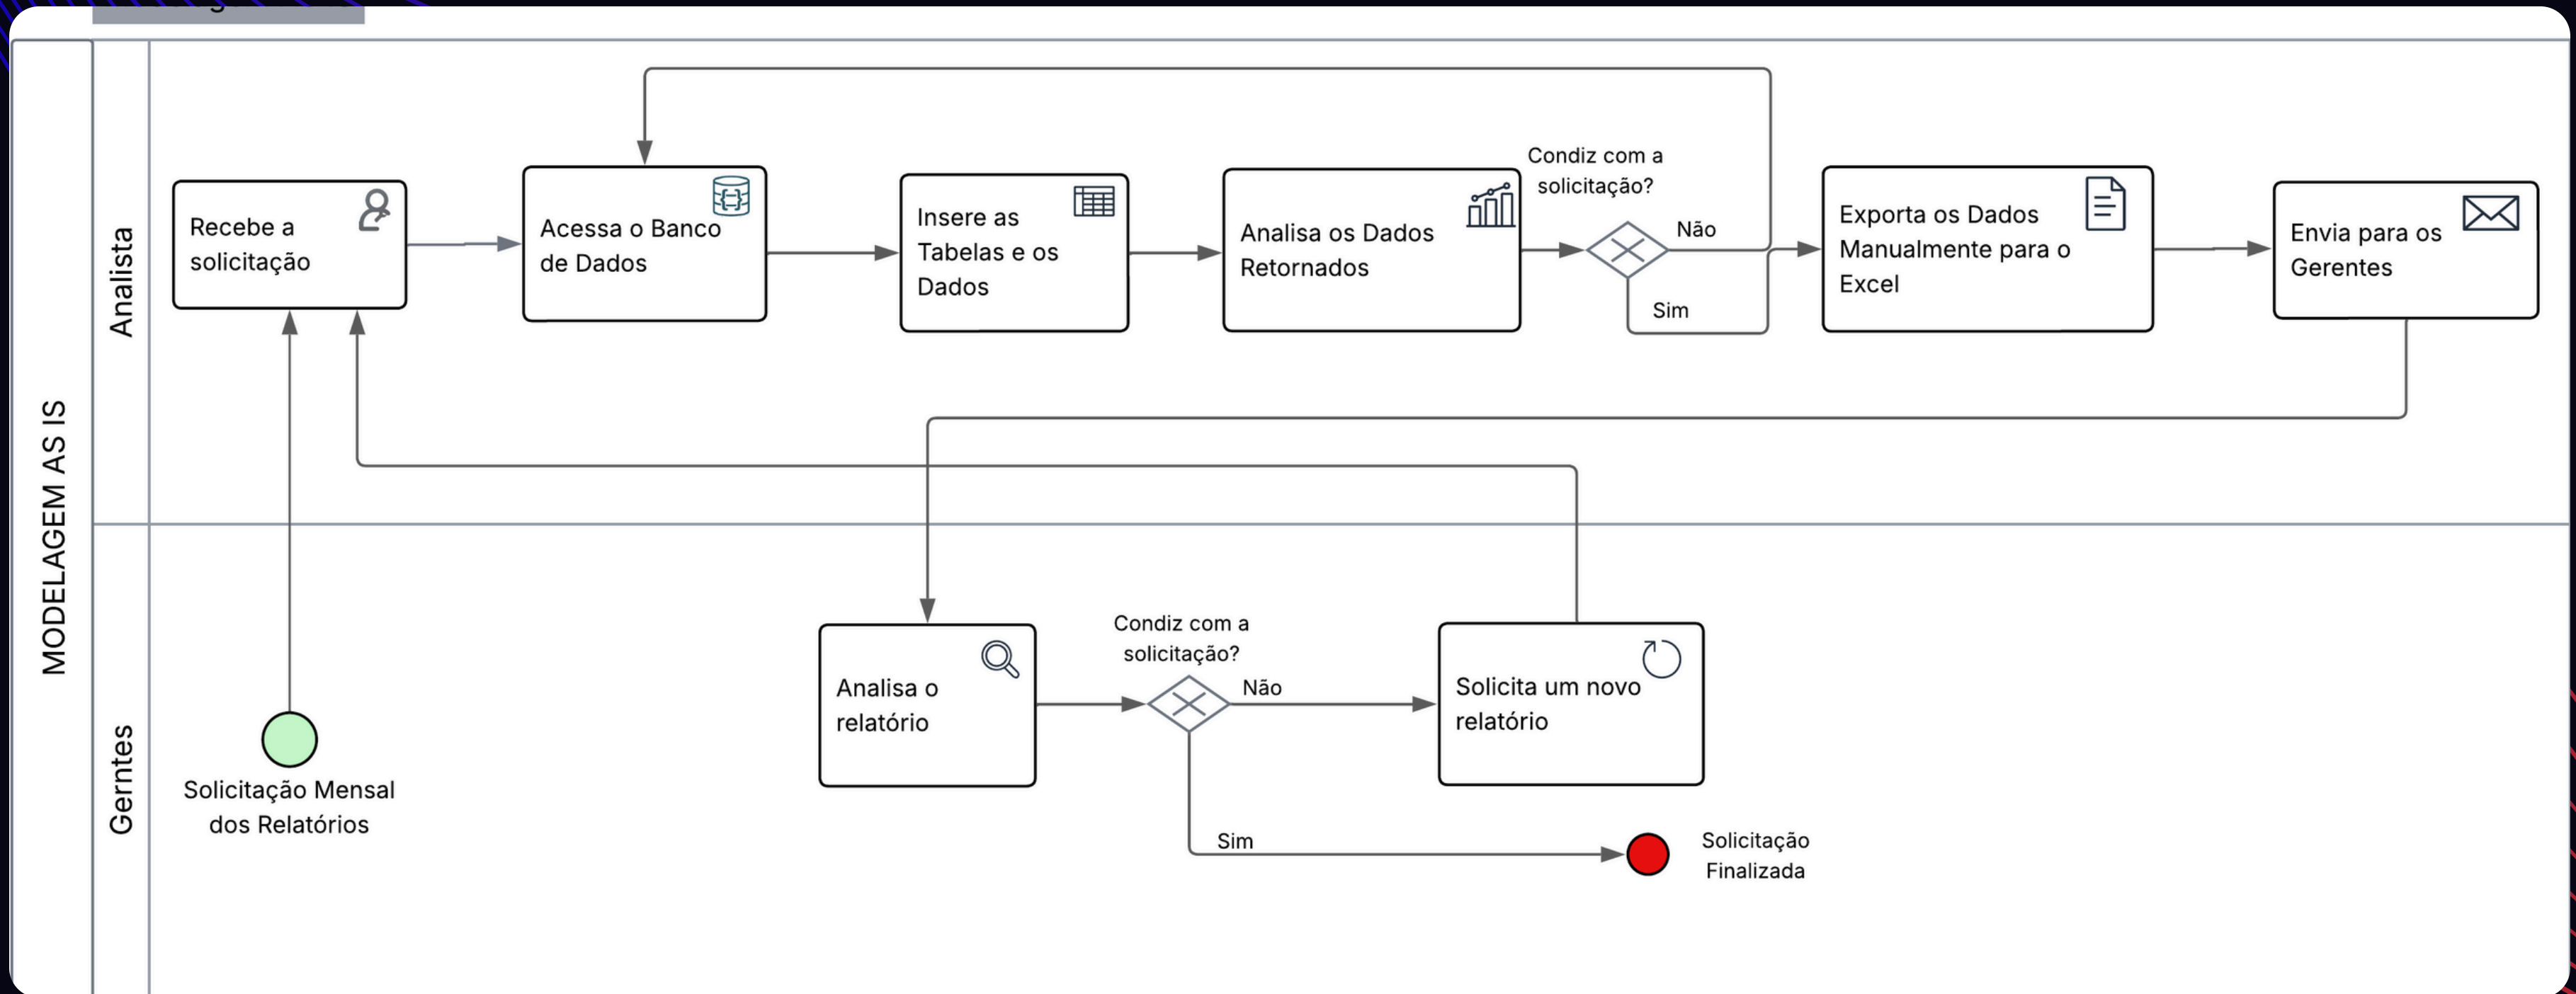 MODELAGEM AS IS
Analista
Recebe a
solicitação
Acessa o Banco
de Dados
Insere as
Tabelas e os
Dados
Analisa os Dados
Retornados
Condiz com a
solicitação?
Não
Sim
Exporta os Dados
Manualmente para o
Excel
Envia para os
Gerentes
Gerntes
Solicitação Mensal
dos Relatórios
Analisa o
relatório
Condiz com a
solicitação?
Não
Sim
Solicita um novo
relatório
Solicitação
Finalizada